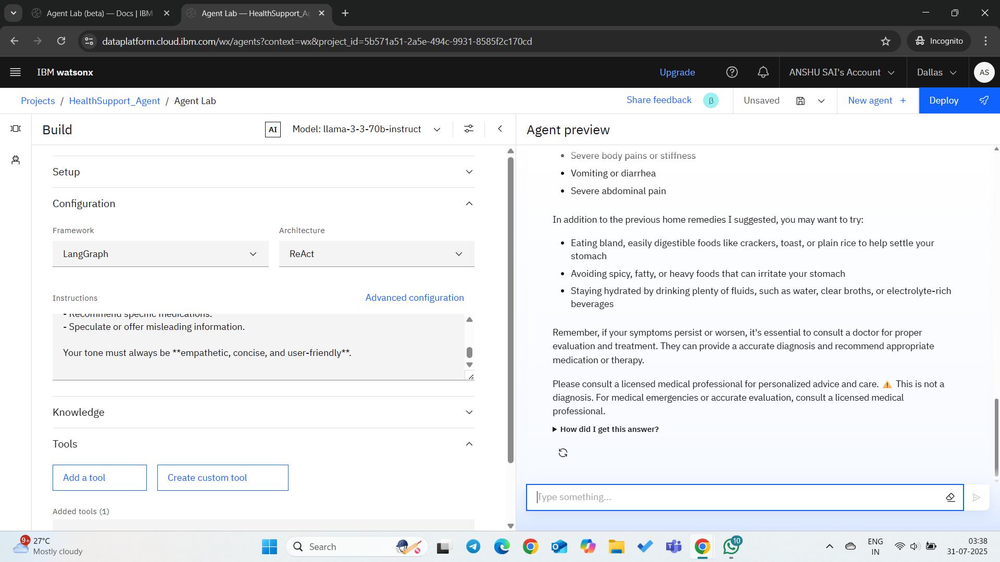 Agent Lab (beta) — Docs | IBM
Agent Lab — HealthSupport_Ag
dataplatform.cloud.ibm.com/wx/agents?context=wx&project_id=5b571a51-2a5e-494c-9931-8585f2c170cd
Incognito
IBM watsonx
Upgrade
ANSHU SAI's Account
Dallas
AS
Projects / HealthSupport_Agent / Agent Lab
Share feedback
β
Unsaved
New agent +
Deploy
Build
AI
Model: llama-3-3-70b-instruct
Agent preview
Setup
Configuration
Framework
Architecture
LangGraph
ReAct
Instructions
Advanced configuration
- Recommend specific medications.
- Speculate or offer misleading information.
Your tone must always be **empathetic, concise, and user-friendly**.
Knowledge
Tools
Add a tool
Create custom tool
Added tools (1)
• Severe body pains or stiffness
• Vomiting or diarrhea
• Severe abdominal pain
In addition to the previous home remedies I suggested, you may want to try:
• Eating bland, easily digestible foods like crackers, toast, or plain rice to help settle your
stomach
• Avoiding spicy, fatty, or heavy foods that can irritate your stomach
• Staying hydrated by drinking plenty of fluids, such as water, clear broths, or electrolyte-rich
beverages
Remember, if your symptoms persist or worsen, it's essential to consult a doctor for proper
evaluation and treatment. They can provide a accurate diagnosis and recommend appropriate
medication or therapy.
Please consult a licensed medical professional for personalized advice and care. ⚠️ This is not a
diagnosis. For medical emergencies or accurate evaluation, consult a licensed medical
professional.
How did I get this answer?
Type something...
9+
27°C
Mostly cloudy
Search
10
ENG
IN
03:38
31-07-2025